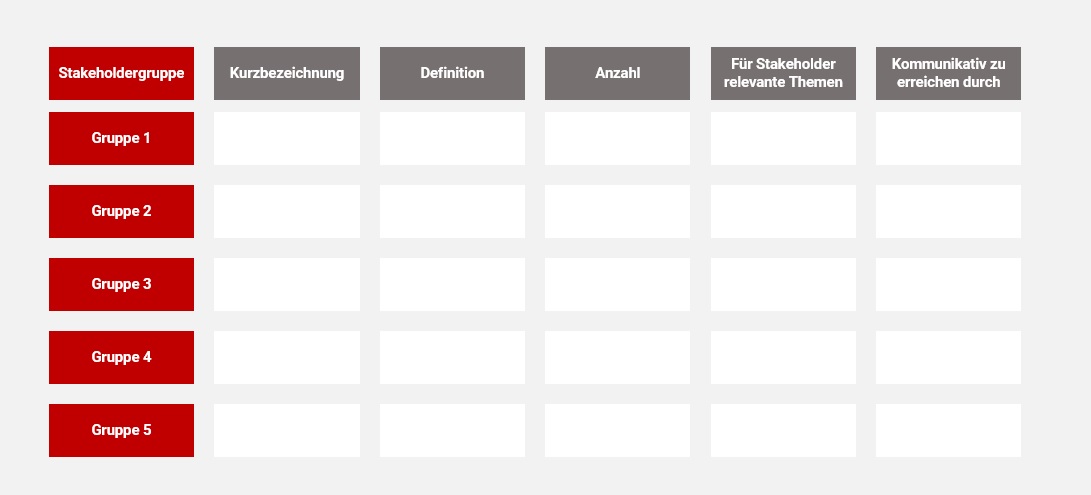 Stakeholdergruppe
Kurzbezeichnung
Definition
Anzahl
Für Stakeholder
relevante Themen
Kommunikativ zu
erreichen durch
Gruppe 1
Gruppe 2
Gruppe 3
Gruppe 4
Gruppe 5